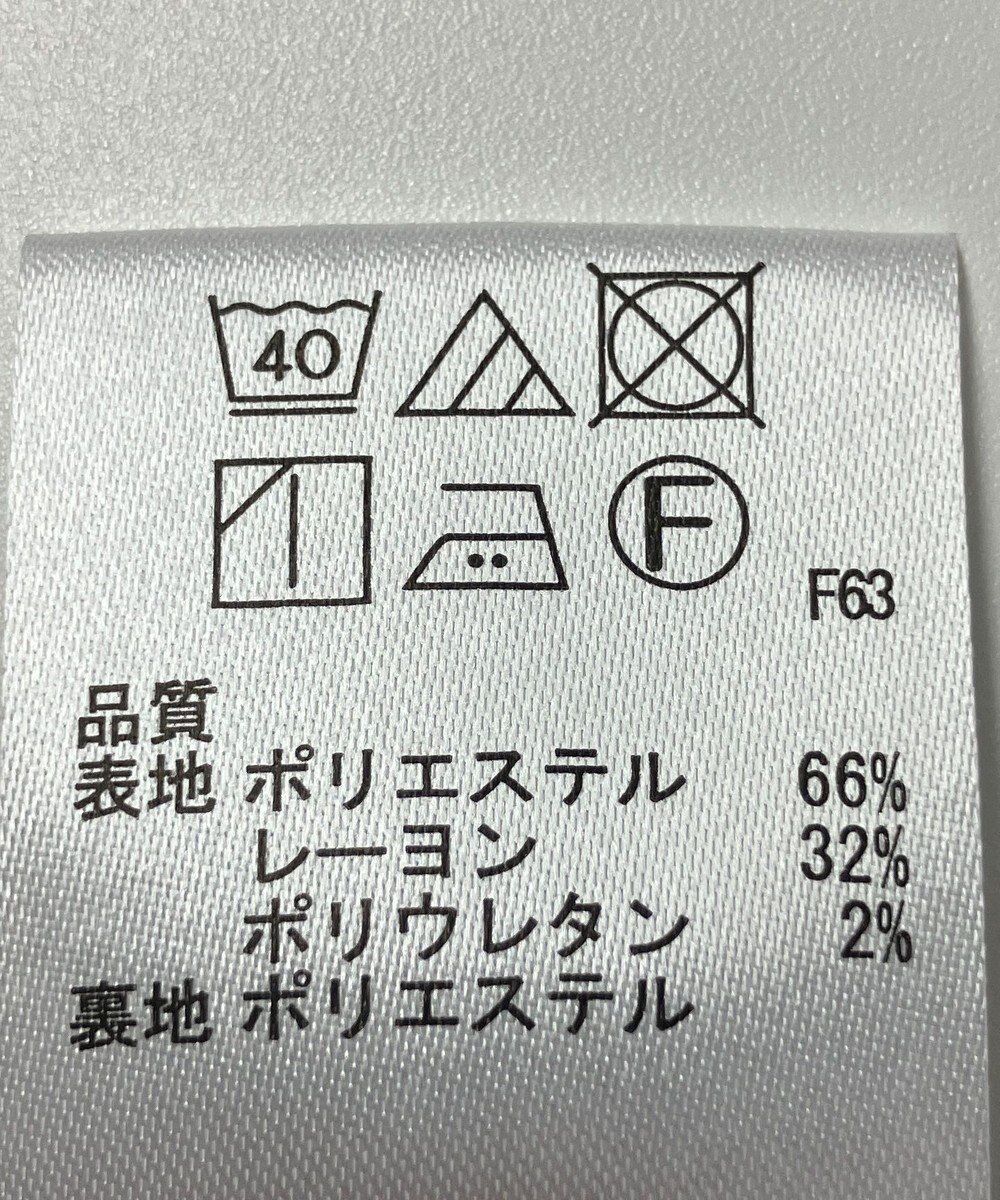 40
F
F63
品質
表地 ポリエステル 66%
レーヨン 32%
ポリウレタン 2%
裏地 ポリエステル